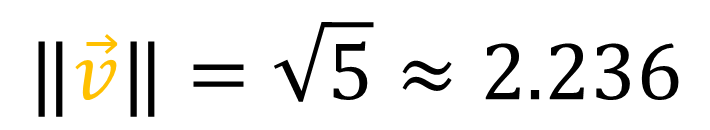 ‖v⃗‖ = √5 ≈ 2.236